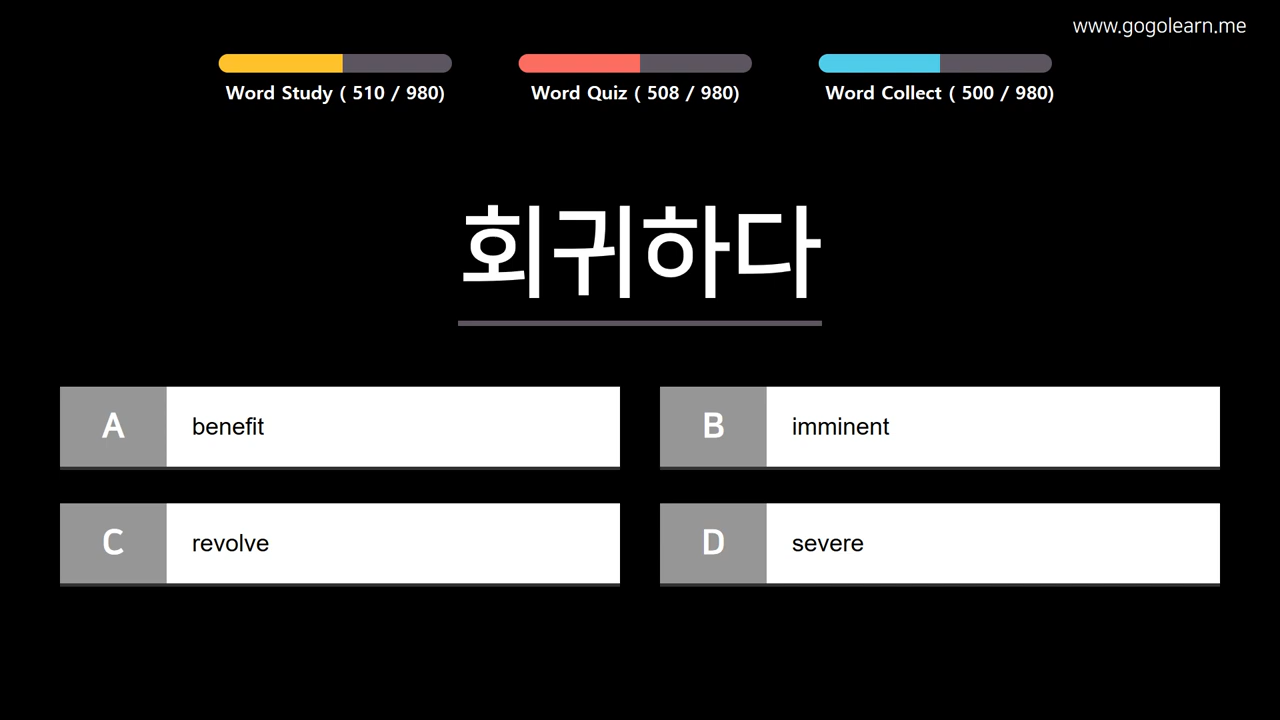 www.gogolearn.me
Word Study ( 510 / 980)
Word Quiz ( 508 / 980)
Word Collect ( 500 / 980)
회귀하다
A benefit
B imminent
C revolve
D severe